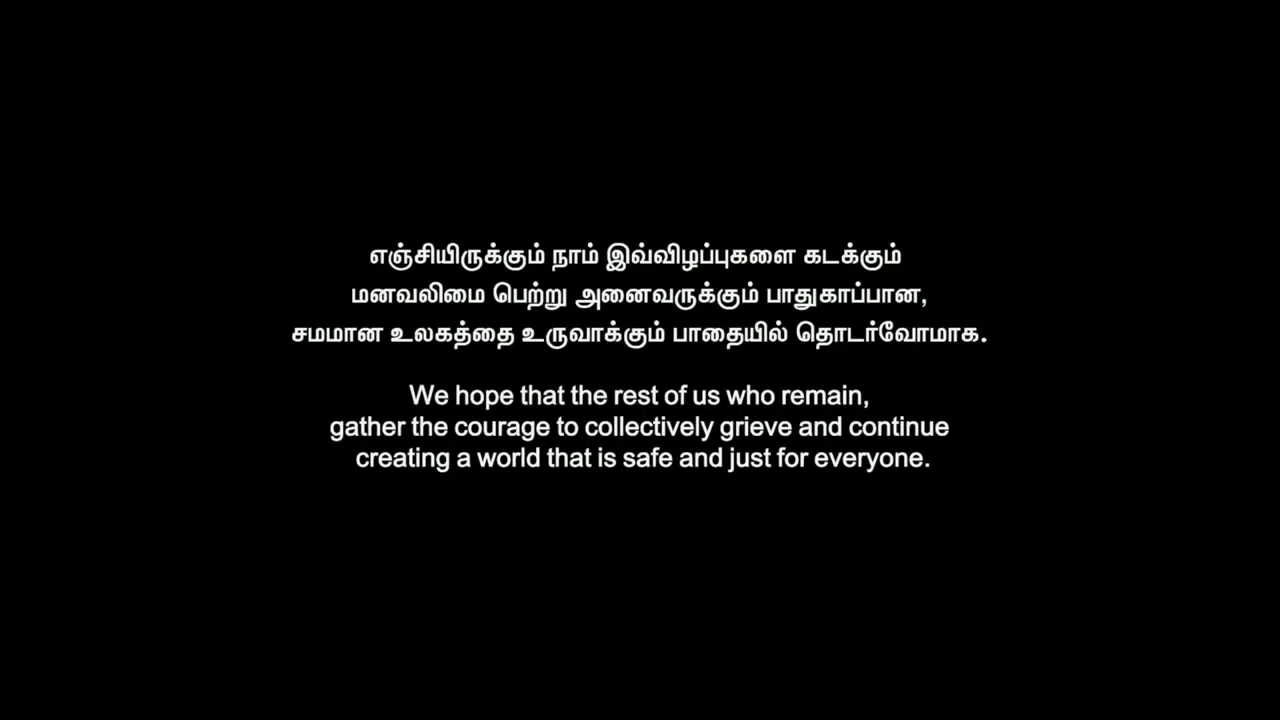 எஞ்சியிருக்கும் நாம் இவ்விழப்புகளை கடக்கும்
மனவலிமை பெற்று அனைவருக்கும் பாதுகாப்பான,
சமமான உலகத்தை உருவாக்கும் பாதையில் தொடர்வோமாக.
We hope that the rest of us who remain,
gather the courage to collectively grieve and continue
creating a world that is safe and just for everyone.